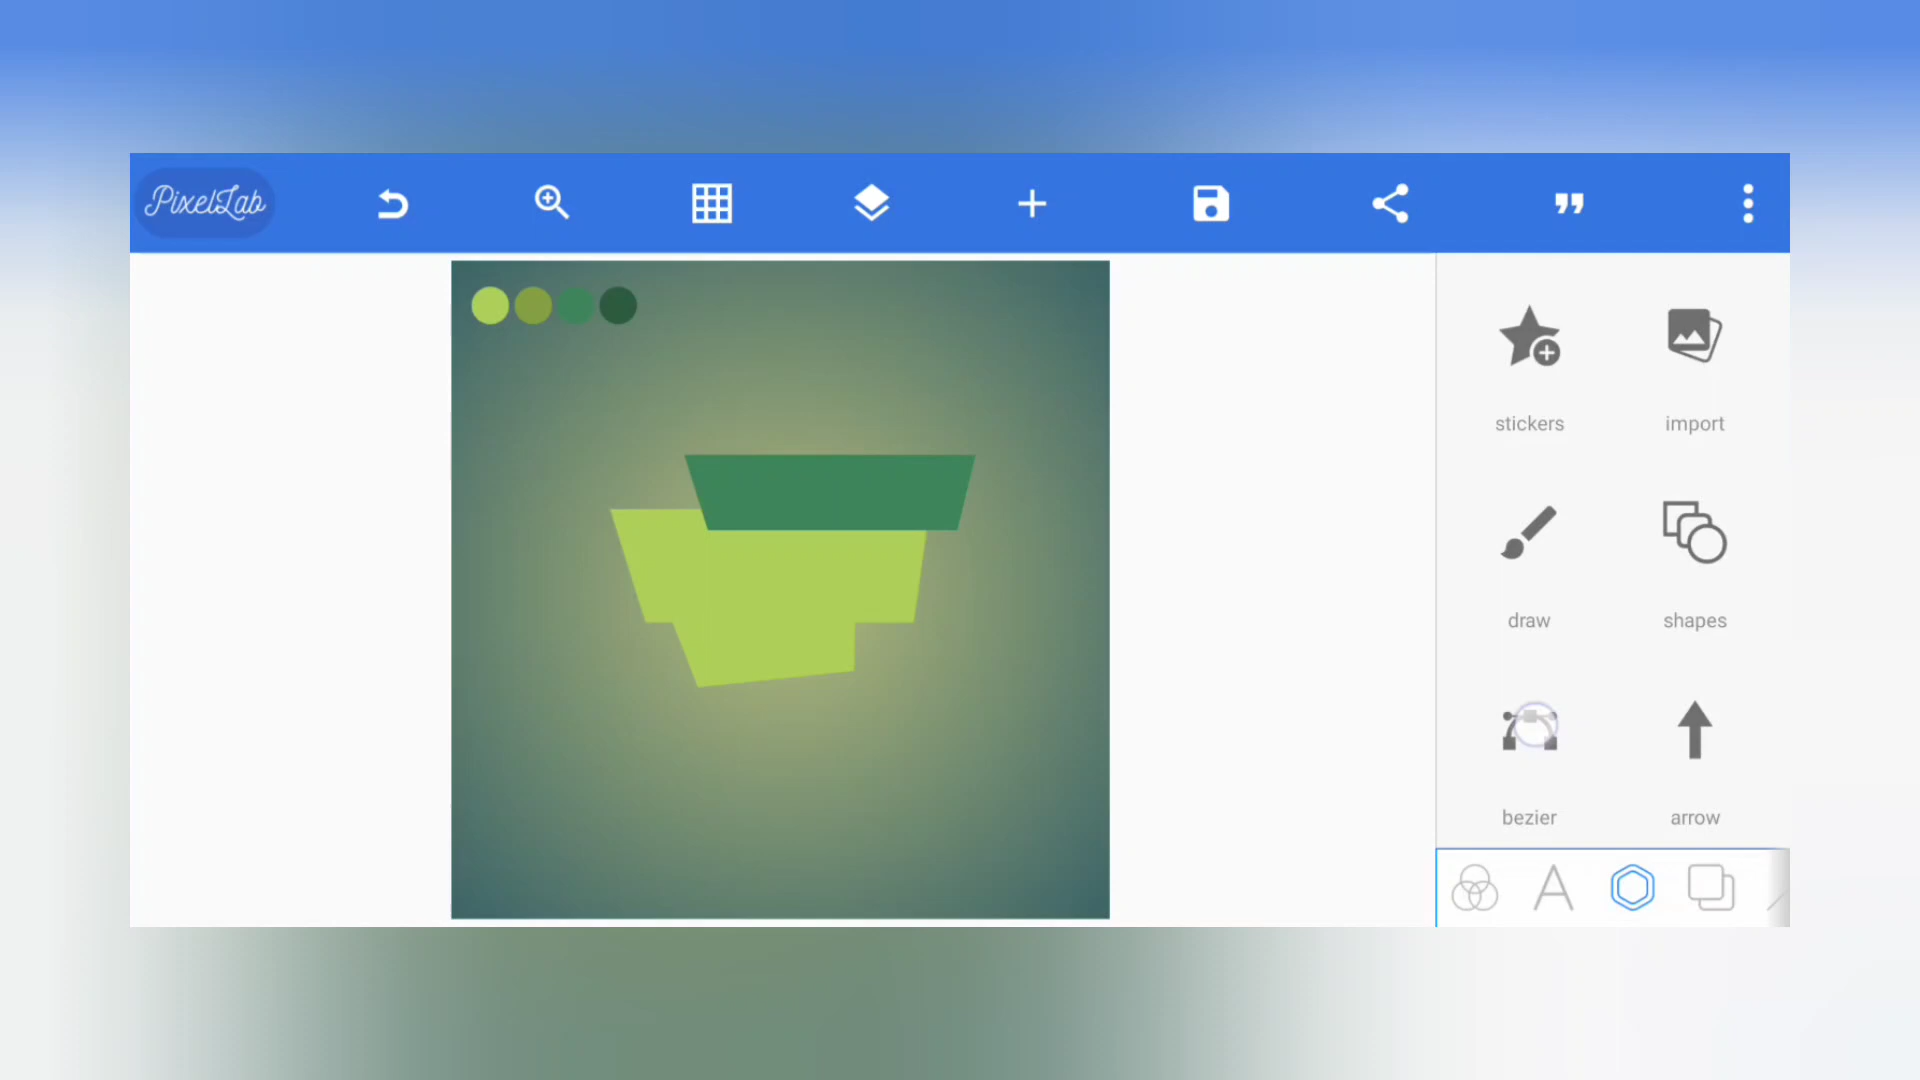 PixelLab
stickers
import
draw
shapes
bezier
arrow